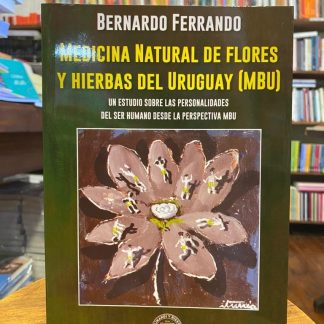 BERNARDO FERRANDO
MEDICINA NATURAL DE FLORES
Y HIERBAS DEL URUGUAY (MBU)
UN ESTUDIO SOBRE LAS PERSONALIDADES
DEL SER HUMANO DESDE LA PERSPECTIVA MBU